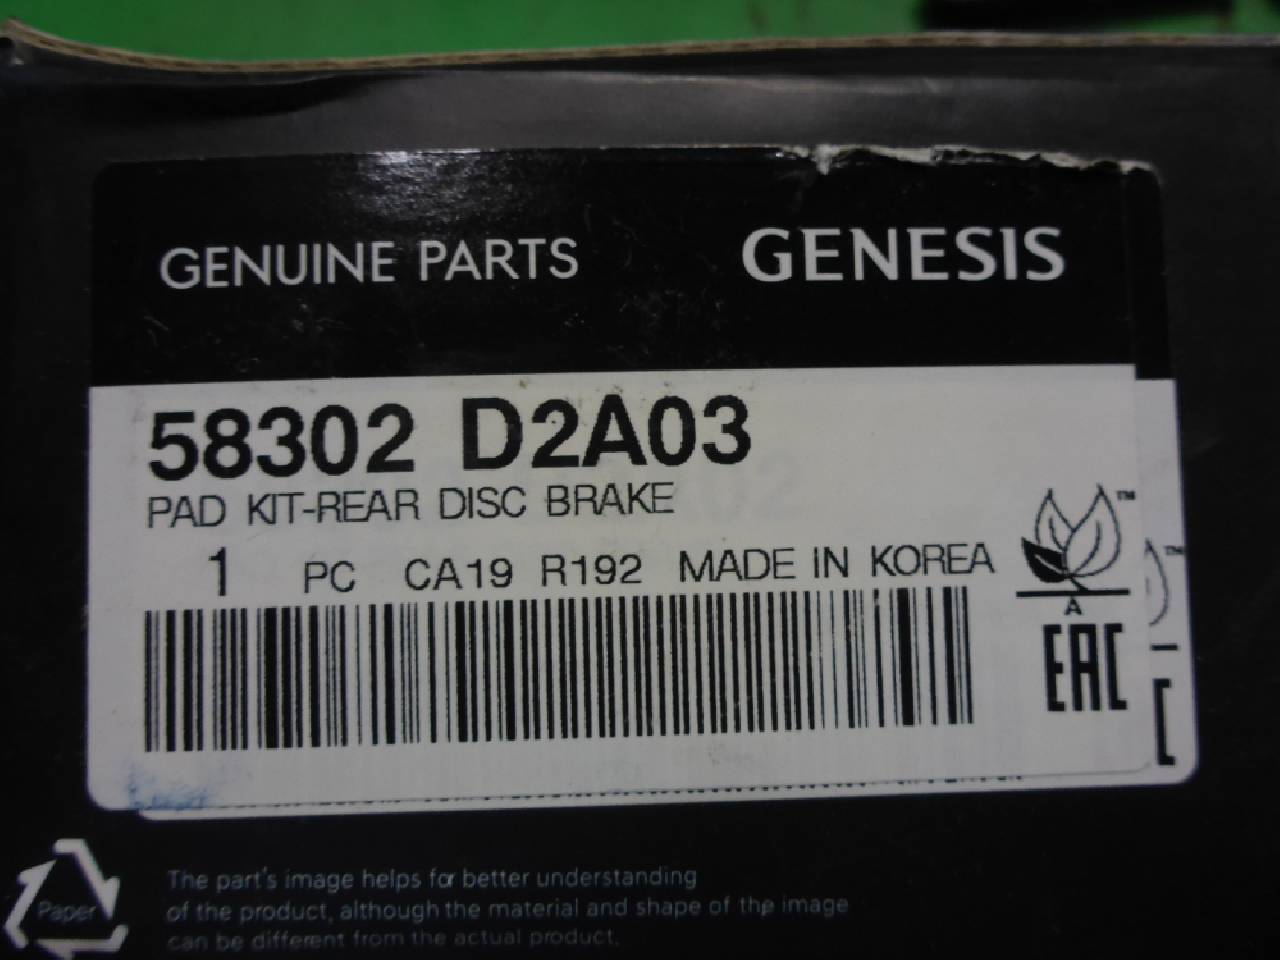 GENUINE PARTS GENESIS
58302 D2A03
PAD KIT-REAR DISC BRAKE
1 PC CA19 R192 MADE IN KOREA
TM
TM
A
EAC
Paper
The part's image helps for better understanding
of the product, although the material and shape of the image
can be different from the actual product.